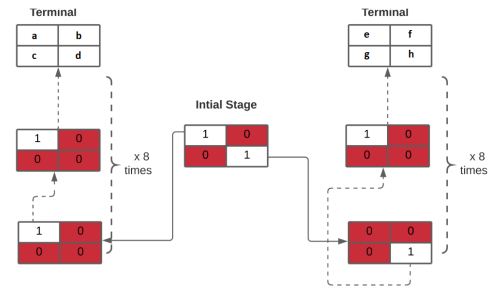 Terminal
a b
c d
1 0
0 0
x 8
times
1 0
0 0
Intial Stage
1 0
0 1
Terminal
e f
g h
1 0
0 0
x 8
times
0 0
0 1